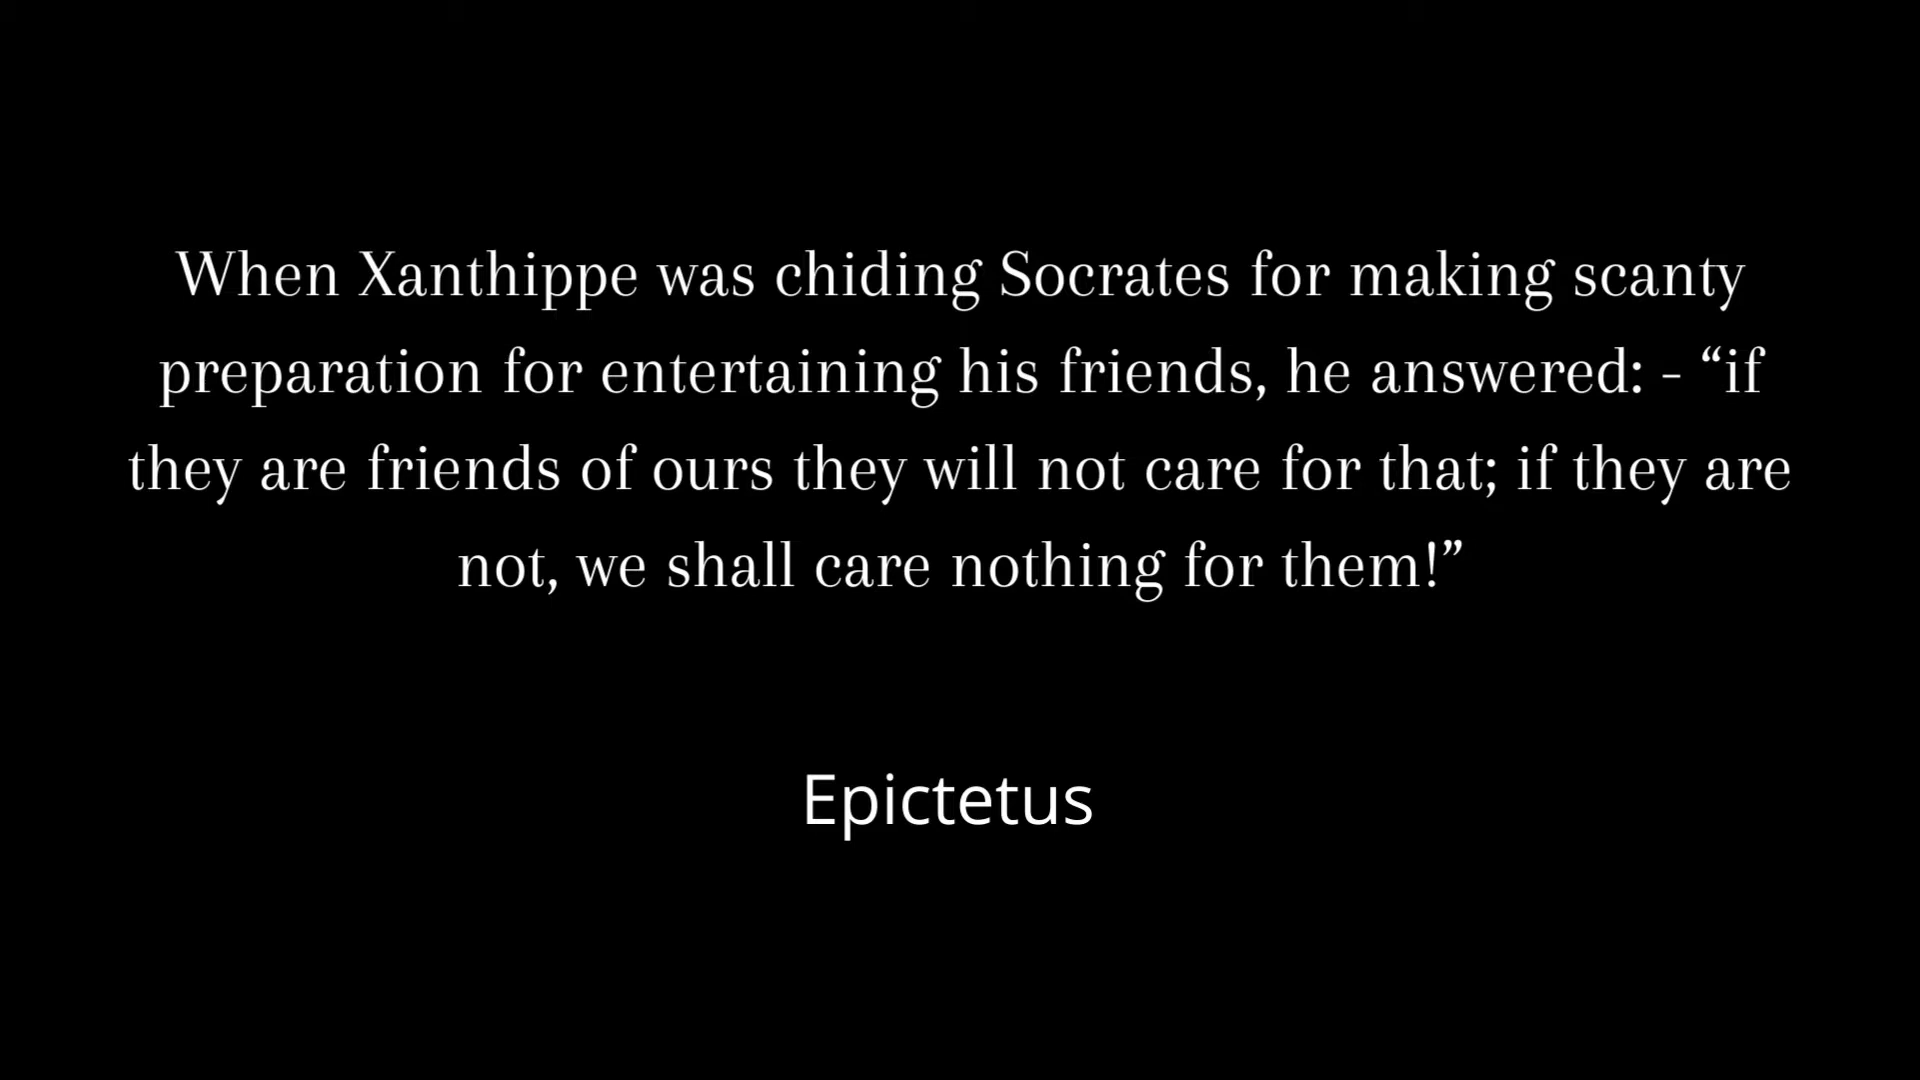 When Xanthippe was chiding Socrates for making scanty
preparation for entertaining his friends, he answered: - “if
they are friends of ours they will not care for that; if they are
not, we shall care nothing for them!”
Epictetus